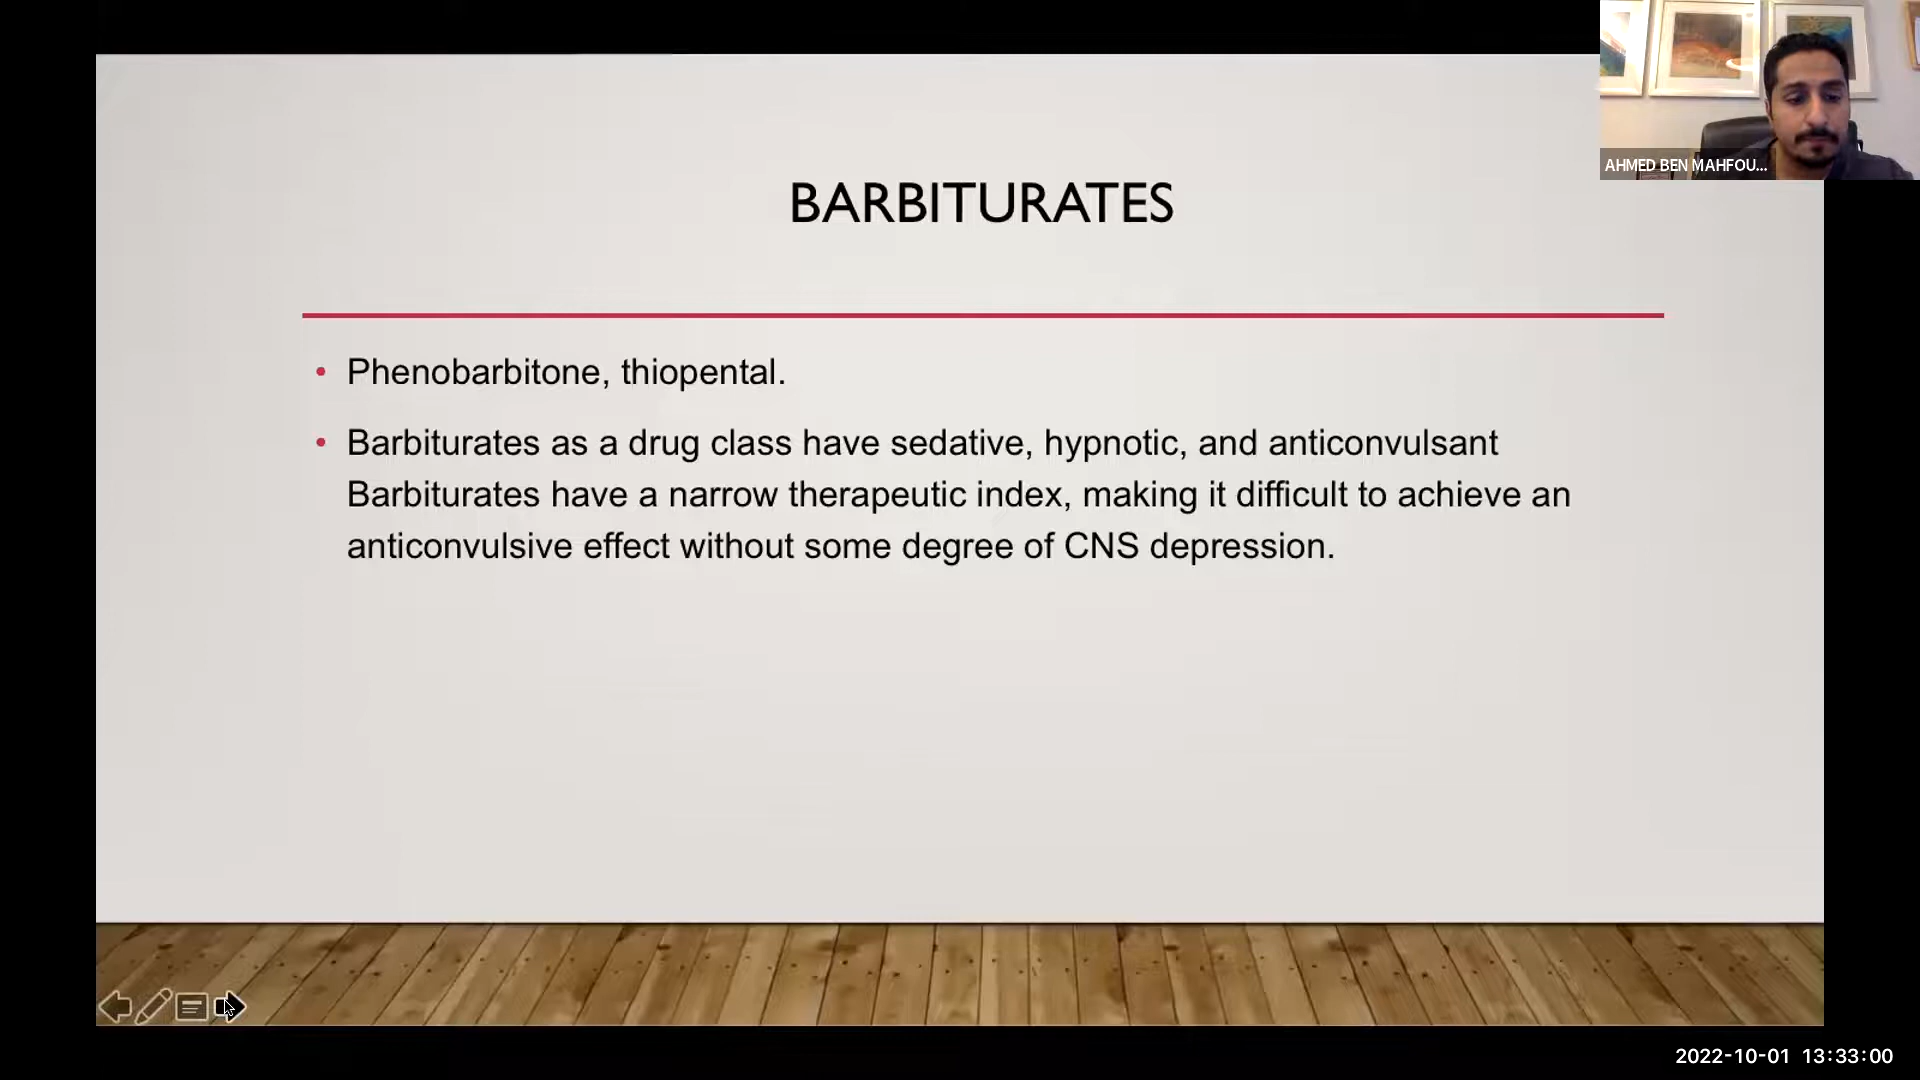 AHMED BEN MAHFOU...
BARBITURATES
• Phenobarbitone, thiopental.
• Barbiturates as a drug class have sedative, hypnotic, and anticonvulsant
Barbiturates have a narrow therapeutic index, making it difficult to achieve an
anticonvulsive effect without some degree of CNS depression.
2022-10-01 13:33:00